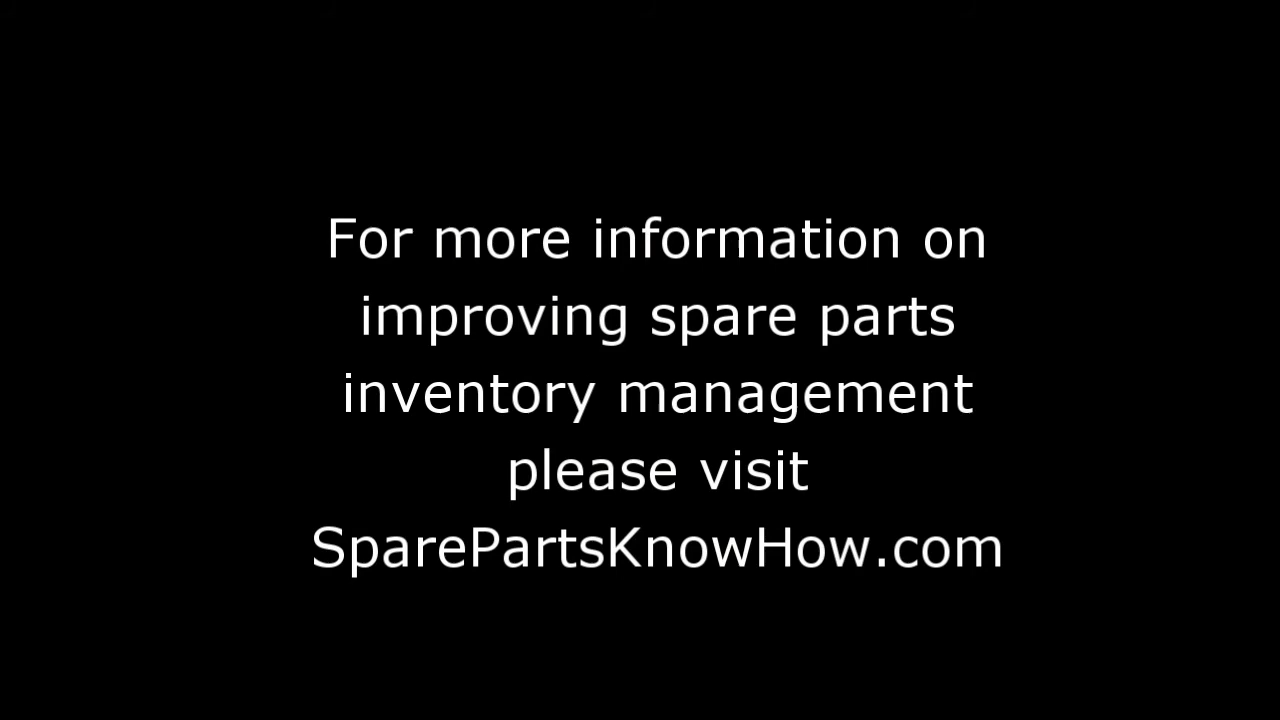 For more information on
improving spare parts
inventory management
please visit
SparePartsKnowHow.com